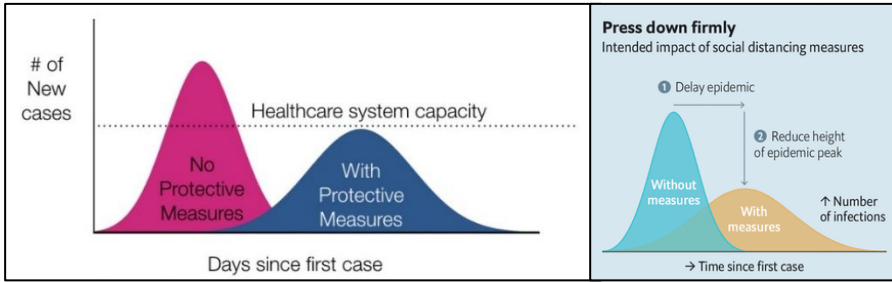 # of
New
cases
Healthcare system capacity
No
Protective
Measures
With
Protective
Measures
Days since first case
Press down firmly
Intended impact of social distancing measures
1 Delay epidemic
2 Reduce height
of epidemic peak
Without
measures
With
measures
↑ Number
of infections
→ Time since first case